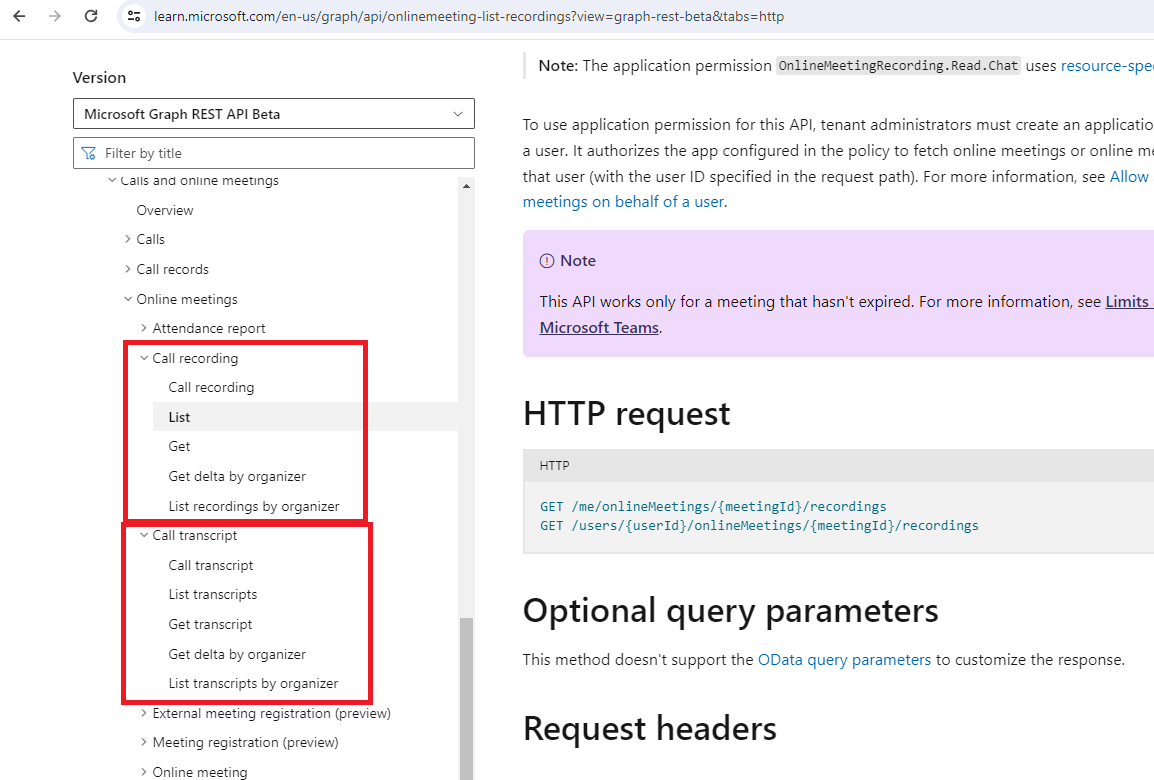 learn.microsoft.com/en-us/graph/api/onlinemeeting-list-recordings?view=graph-rest-beta&tabs=http
Version
Microsoft Graph REST API Beta
Filter by title
Calls and online meetings
Overview
Calls
Call records
Online meetings
Attendance report
Call recording
Call recording
List
Get
Get delta by organizer
List recordings by organizer
Call transcript
Call transcript
List transcripts
Get transcript
Get delta by organizer
List transcripts by organizer
External meeting registration (preview)
Meeting registration (preview)
Online meeting
Note: The application permission OnlineMeetingRecording.Read.Chat uses resource-spe
To use application permission for this API, tenant administrators must create an applicatio
a user. It authorizes the app configured in the policy to fetch online meetings or online me
that user (with the user ID specified in the request path). For more information, see Allow
meetings on behalf of a user.
Note
This API works only for a meeting that hasn't expired. For more information, see Limits
Microsoft Teams.
HTTP request
HTTP
GET /me/onlineMeetings/{meetingId}/recordings
GET /users/{userId}/onlineMeetings/{meetingId}/recordings
Optional query parameters
This method doesn't support the OData query parameters to customize the response.
Request headers